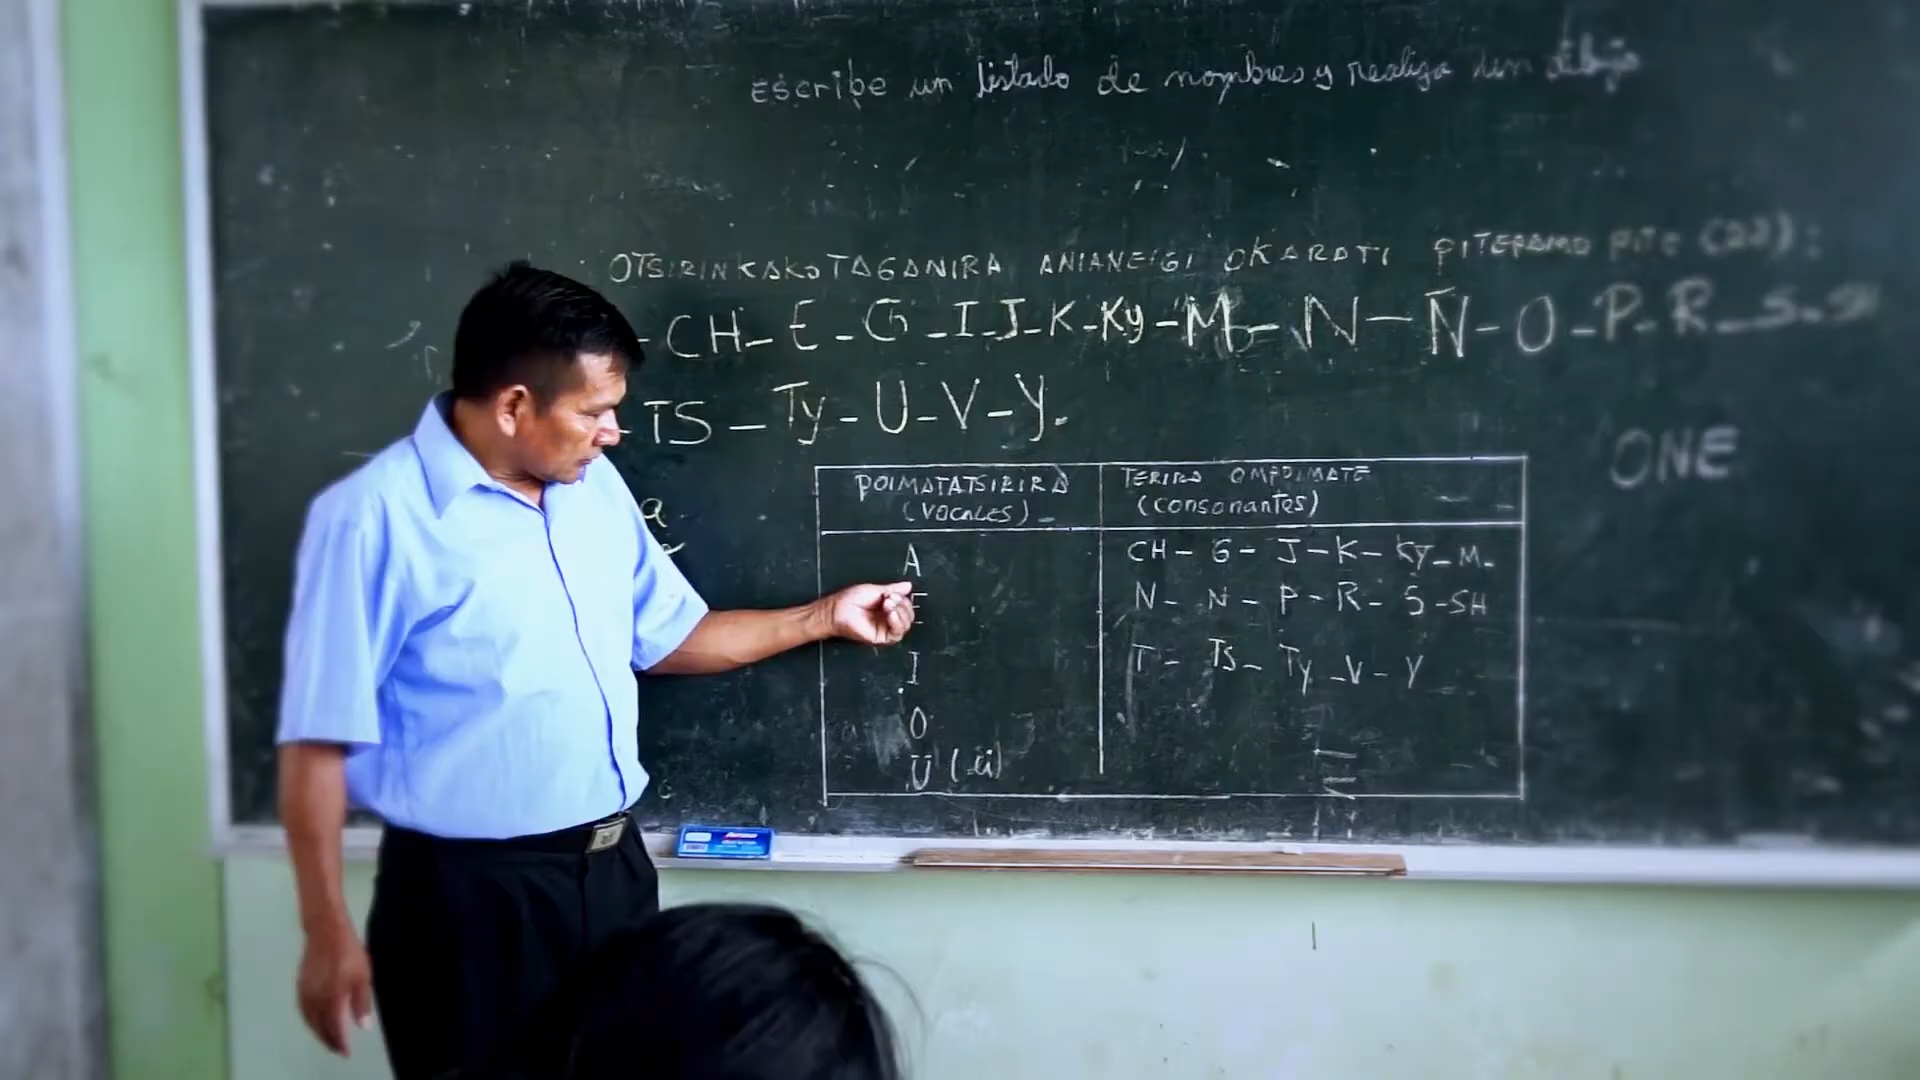 escribe un listado de nombres y realiza un dibujo
OTSIRINKAKOTAGANIRA ANIANEIGI OKARATI PITEPAMO PITE (22):
- CH - E - G - I - J - K - Ky - M - N - Ñ - O - P - R - S - SH
- TS - Ty - U - V - Y.
ONE
a
e
POIMATATSIRIRA
(VOCALES)
A
E
I
O
U (ü)
TERIRA OMPOIMATE
(consonantes)
CH - G - J - K - Ky - M -
N - N - P - R - S - SH
T - Ts - Ty - V - Y